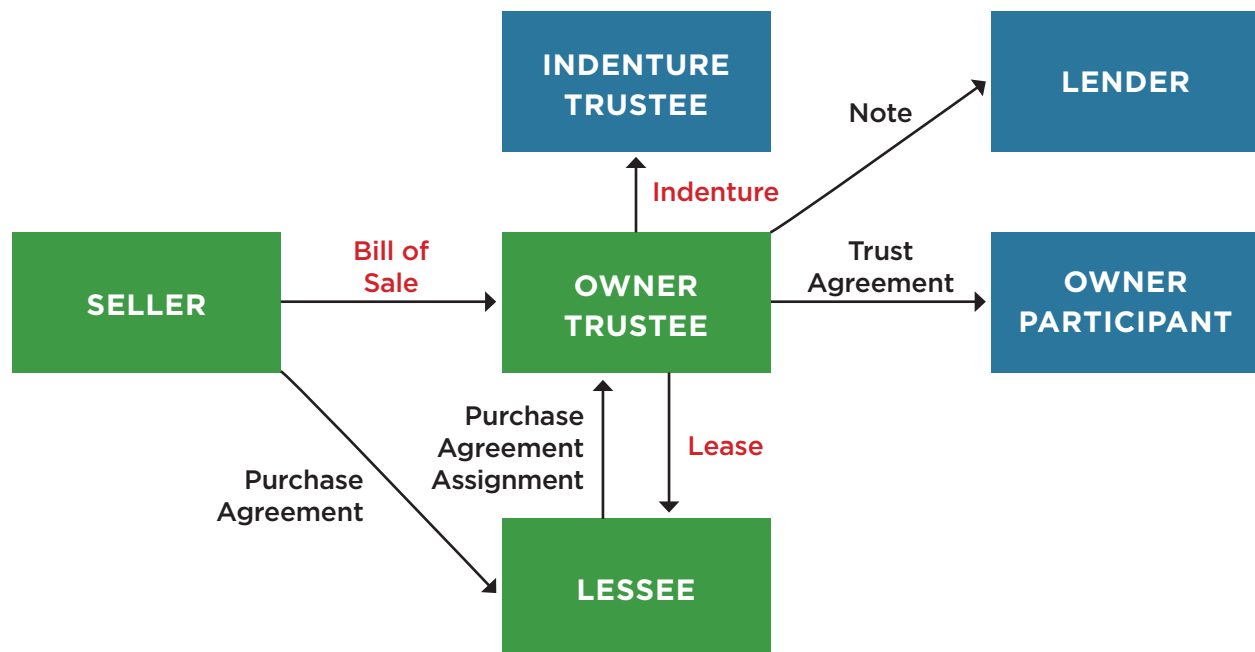 INDENTURE
TRUSTEE
LENDER
Note
Indenture
SELLER
Bill of
Sale
OWNER
TRUSTEE
Trust
Agreement
OWNER
PARTICIPANT
Purchase
Agreement
Purchase
Agreement
Assignment
Lease
LESSEE